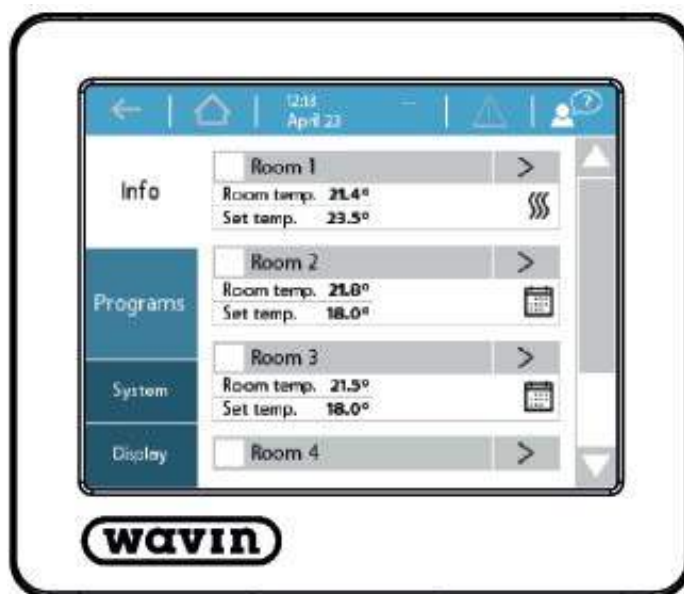 12:13
April 23
?
Info
Room 1 >
Room temp. 21.4°
Set temp. 23.5°
Programs
Room 2 >
Room temp. 21.8°
Set temp. 18.0°
System
Room 3 >
Room temp. 21.5°
Set temp. 18.0°
Display
Room 4 >
wavin